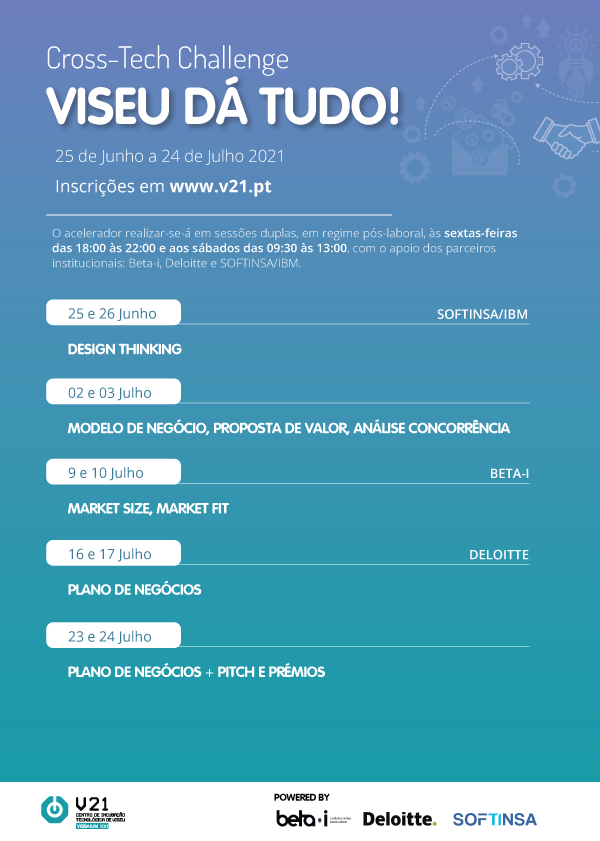 Cross-Tech Challenge
VISEU DÁ TUDO!
25 de Junho a 24 de Julho 2021
Inscrições em www.v21.pt
O acelerador realizar-se-á em sessões duplas, em regime pós-laboral, às sextas-feiras
das 18:00 às 22:00 e aos sábados das 09:30 às 13:00, com o apoio dos parceiros
institucionais: Beta-i, Deloitte e SOFTINSA/IBM.
25 e 26 Junho
SOFTINSA/IBM
DESIGN THINKING
02 e 03 Julho
MODELO DE NEGÓCIO, PROPOSTA DE VALOR, ANÁLISE CONCORRÊNCIA
9 e 10 Julho
BETA-I
MARKET SIZE, MARKET FIT
16 e 17 Julho
DELOITTE
PLANO DE NEGÓCIOS
23 e 24 Julho
PLANO DE NEGÓCIOS + PITCH E PRÉMIOS
V21
CENTRO DE INCUBAÇÃO
TECNOLÓGICA DE VISEU
VISSAIUM XXI
POWERED BY
beta-i
collaborative
innovation
Deloitte.
SOFTINSA